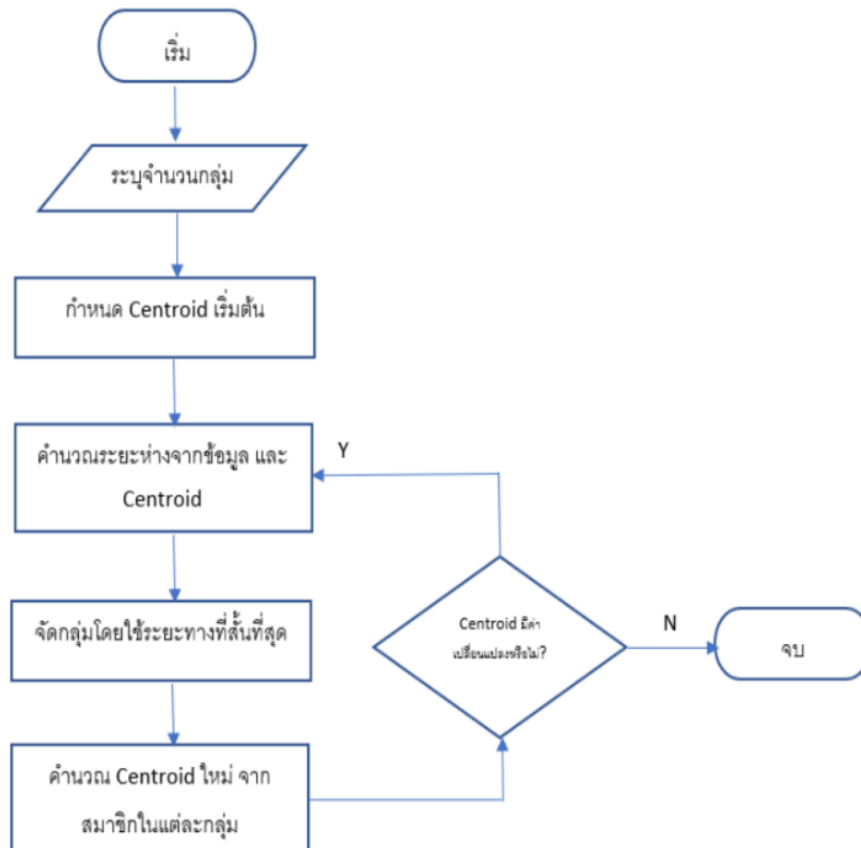 เริ่ม
ระบุจำนวนกลุ่ม
กำหนด Centroid เริ่มต้น
คำนวณระยะห่างจากข้อมูล และ
Centroid
จัดกลุ่มโดยใช้ระยะทางที่สั้นที่สุด
คำนวณ Centroid ใหม่ จาก
สมาชิกในแต่ละกลุ่ม
Centroid มีค่า
เปลี่ยนแปลงหรือไม่?
Y
N
จบ